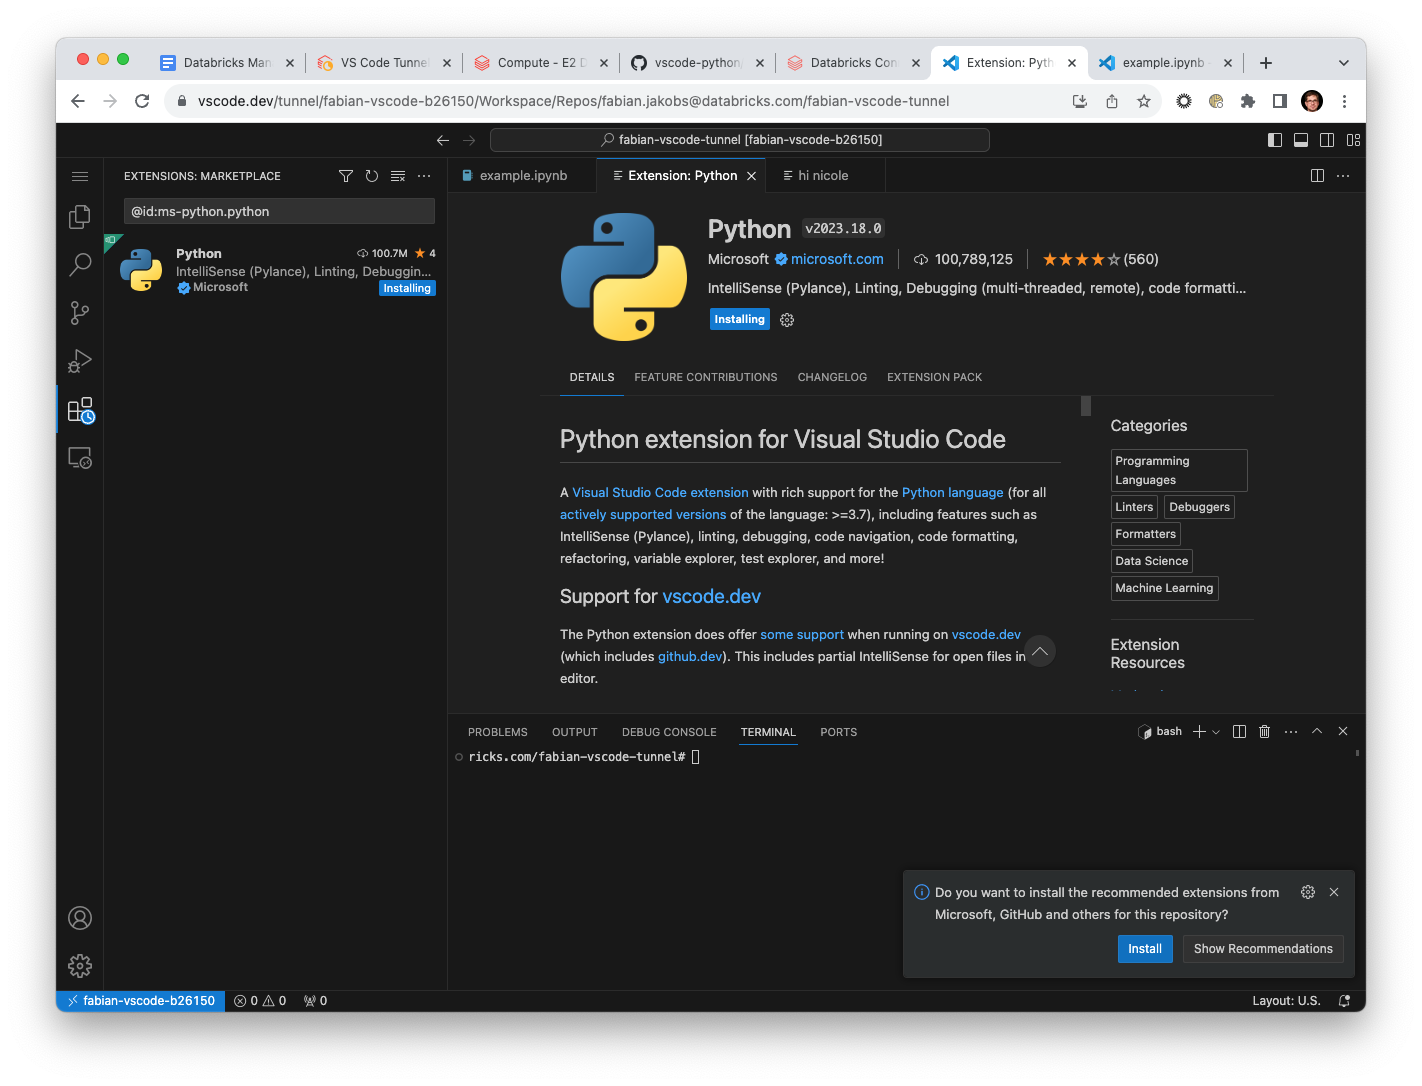 Databricks Man
VS Code Tunnel
Compute - E2 D
vscode-python/
Databricks Con
Extension: Pyth
example.ipynb
vscode.dev/tunnel/fabian-vscode-b26150/Workspace/Repos/fabian.jakobs@databricks.com/fabian-vscode-tunnel
fabian-vscode-tunnel [fabian-vscode-b26150]
EXTENSIONS: MARKETPLACE
example.ipynb
Extension: Python
hi nicole
@id:ms-python.python
Python
100.7M ★ 4
IntelliSense (Pylance), Linting, Debuggin...
Microsoft
Installing
Python v2023.18.0
Microsoft microsoft.com 100,789,125 ★★★★☆(560)
IntelliSense (Pylance), Linting, Debugging (multi-threaded, remote), code formatti...
Installing
DETAILS FEATURE CONTRIBUTIONS CHANGELOG EXTENSION PACK
Python extension for Visual Studio Code
A Visual Studio Code extension with rich support for the Python language (for all
actively supported versions of the language: >=3.7), including features such as
IntelliSense (Pylance), linting, debugging, code navigation, code formatting,
refactoring, variable explorer, test explorer, and more!
Support for vscode.dev
The Python extension does offer some support when running on vscode.dev
(which includes github.dev). This includes partial IntelliSense for open files in
editor.
Categories
Programming
Languages
Linters
Debuggers
Formatters
Data Science
Machine Learning
Extension
Resources
PROBLEMS OUTPUT DEBUG CONSOLE TERMINAL PORTS
bash
ricks.com/fabian-vscode-tunnel#
Do you want to install the recommended extensions from
Microsoft, GitHub and others for this repository?
Install
Show Recommendations
fabian-vscode-b26150
0 0
0
Layout: U.S.